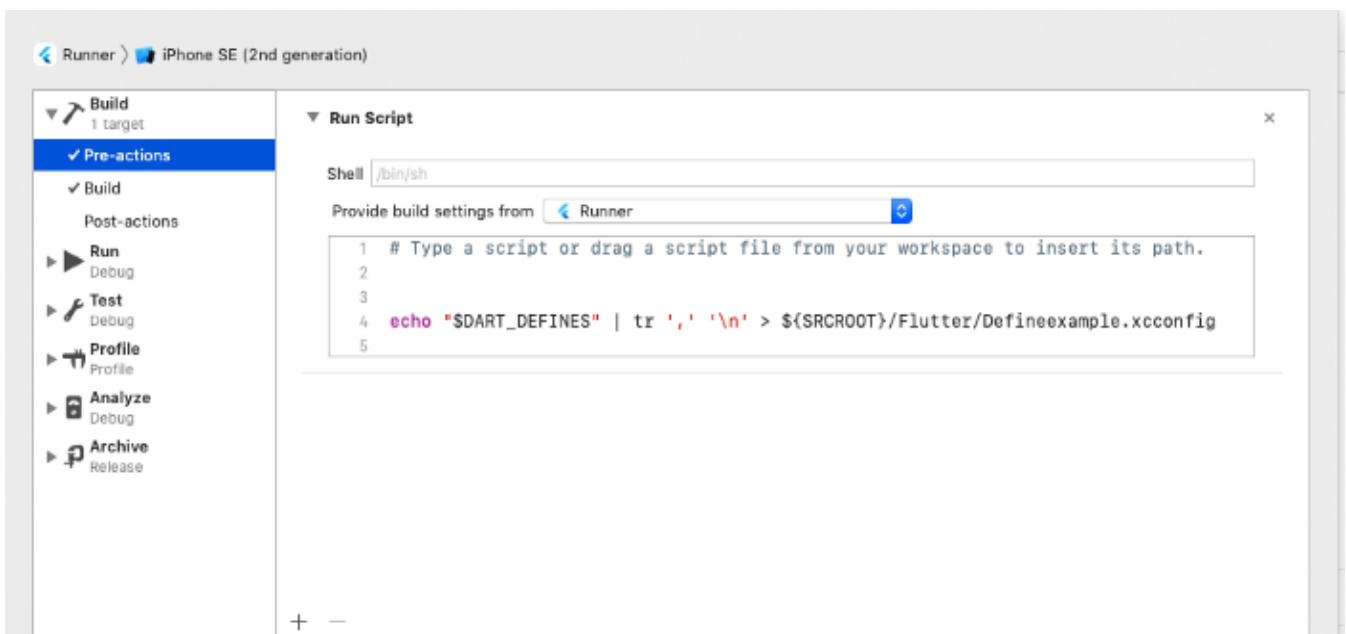 Runner 〉 iPhone SE (2nd generation)
Build
1 target
Pre-actions
Build
Post-actions
Run
Debug
Test
Debug
Profile
Profile
Analyze
Debug
Archive
Release
Run Script
Shell /bin/sh
Provide build settings from Runner
1 # Type a script or drag a script file from your workspace to insert its path.
2
3
4 echo "$DART_DEFINES" | tr ',' '\n' > ${SRCROOT}/Flutter/Defineexample.xcconfig
5